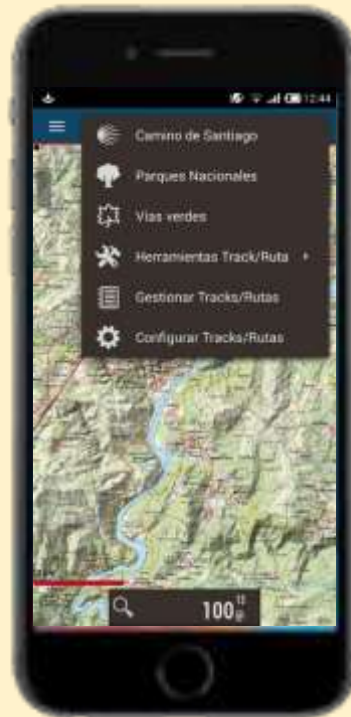 12:44
Camino de Santiago
Parques Nacionales
Vías verdes
Herramientas Track/Ruta
Gestionar Tracks/Rutas
Configurar Tracks/Rutas
100